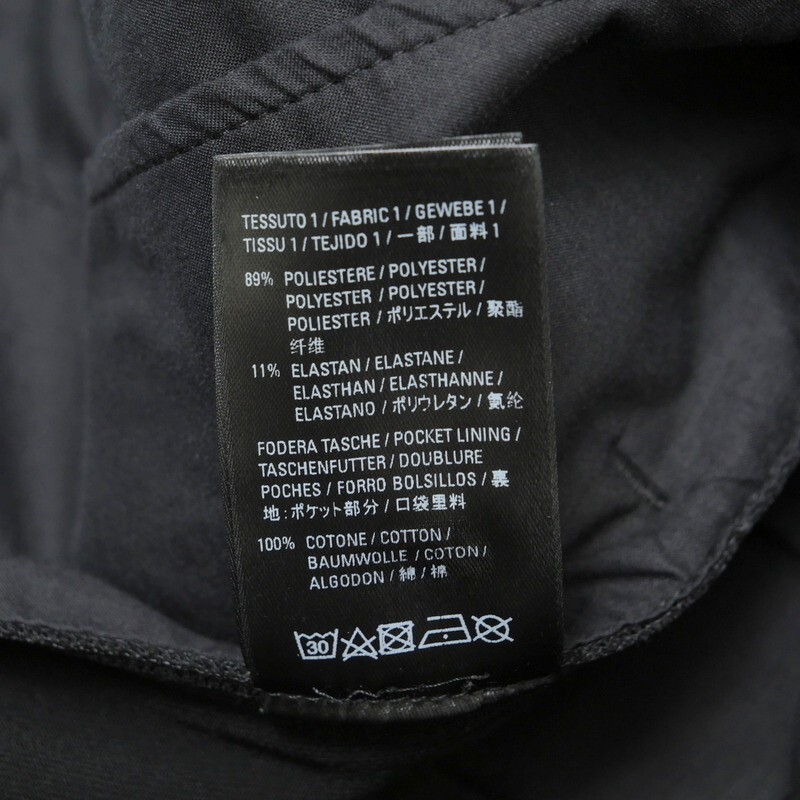 TESSUTO 1 / FABRIC 1 / GEWEBE 1 /
TISSU 1 / TEJIDO 1 / 一部 / 面料 1
89% POLIESTERE / POLYESTER /
POLYESTER / POLYESTER /
POLIESTER / ポリエステル / 聚酯
纤维
11% ELASTAN / ELASTANE /
ELASTHAN / ELASTHANNE /
ELASTANO / ポリウレタン / 氨纶
FODERA TASCHE / POCKET LINING /
TASCHENFUTTER / DOUBLURE
POCHES / FORRO BOLSILLOS / 裏
地:ポケット部分 / 口袋里料
100% COTONE / COTTON /
BAUMWOLLE / COTON /
ALGODON / 綿 / 棉
30